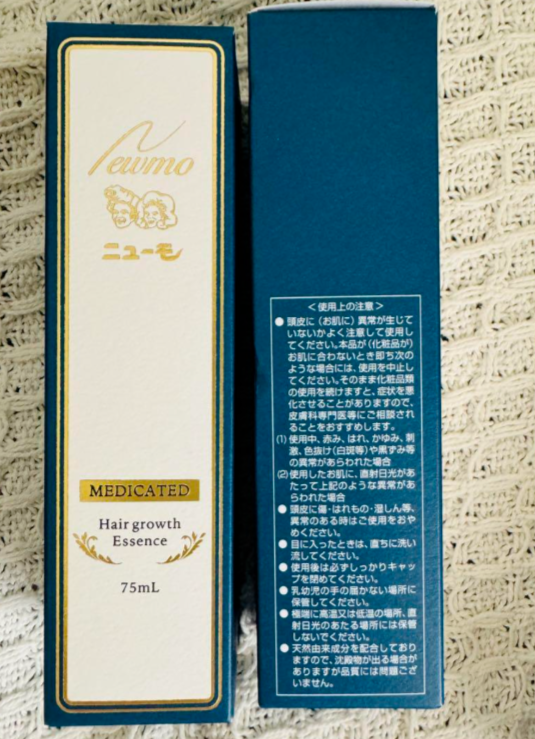 Newmo
ニューモ
MEDICATED
Hair growth
Essence
75mL
＜使用上の注意＞
●頭皮に（お肌に）異常が生じて
いないかよく注意して使用し
てください。本品が（化粧品が）
お肌に合わないとき即ち次の
ような場合には、使用を中止し
てください。そのまま化粧品類
の使用を続けますと、症状を悪
化させることがありますので、
皮膚科専門医等にご相談され
ることをおすすめします。
(1)使用中、赤み、はれ、かゆみ、刺
激、色抜け（白斑等）や黒ずみ等
の異常があらわれた場合
(2)使用したお肌に、直射日光があ
たって上記のような異常があ
らわれた場合
●頭皮に傷・はれもの・湿しん等、
異常のある時はご使用をおや
めください。
●目に入ったときは、直ちに洗い
流してください。
●使用後は必ずしっかりキャッ
プを閉めてください。
●乳幼児の手の届かない場所に
保管してください。
●極端に高温又は低温の場所、直
射日光のあたる場所には保管
しないでください。
●天然由来成分を配合しており
ますので、沈殿物が出る場合が
ありますが品質には問題ござ
いません。